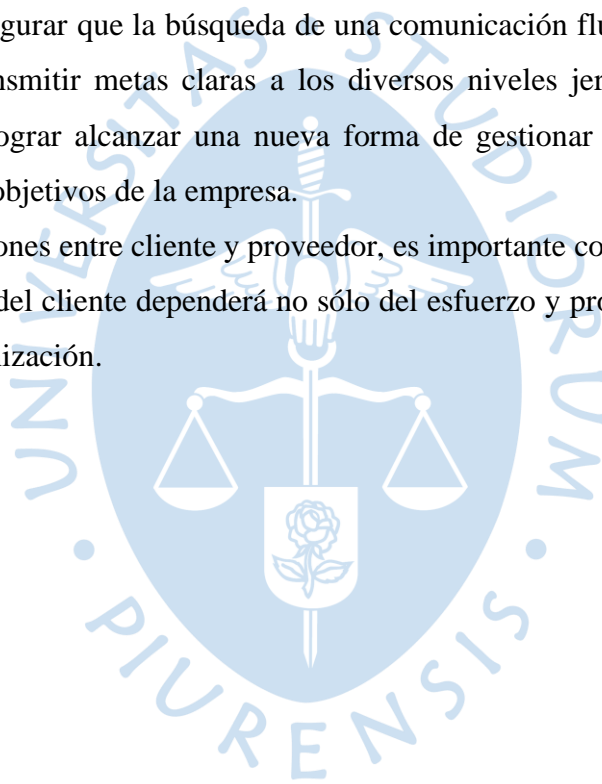 gurar que la búsqueda de una comunicación flu
nsmitir metas claras a los diversos niveles jer
ograr alcanzar una nueva forma de gestionar
objetivos de la empresa.
ones entre cliente y proveedor, es importante co
del cliente dependerá no sólo del esfuerzo y pro
nización.
UNIVERSITAS STUDIORUM
• PIURENSIS •